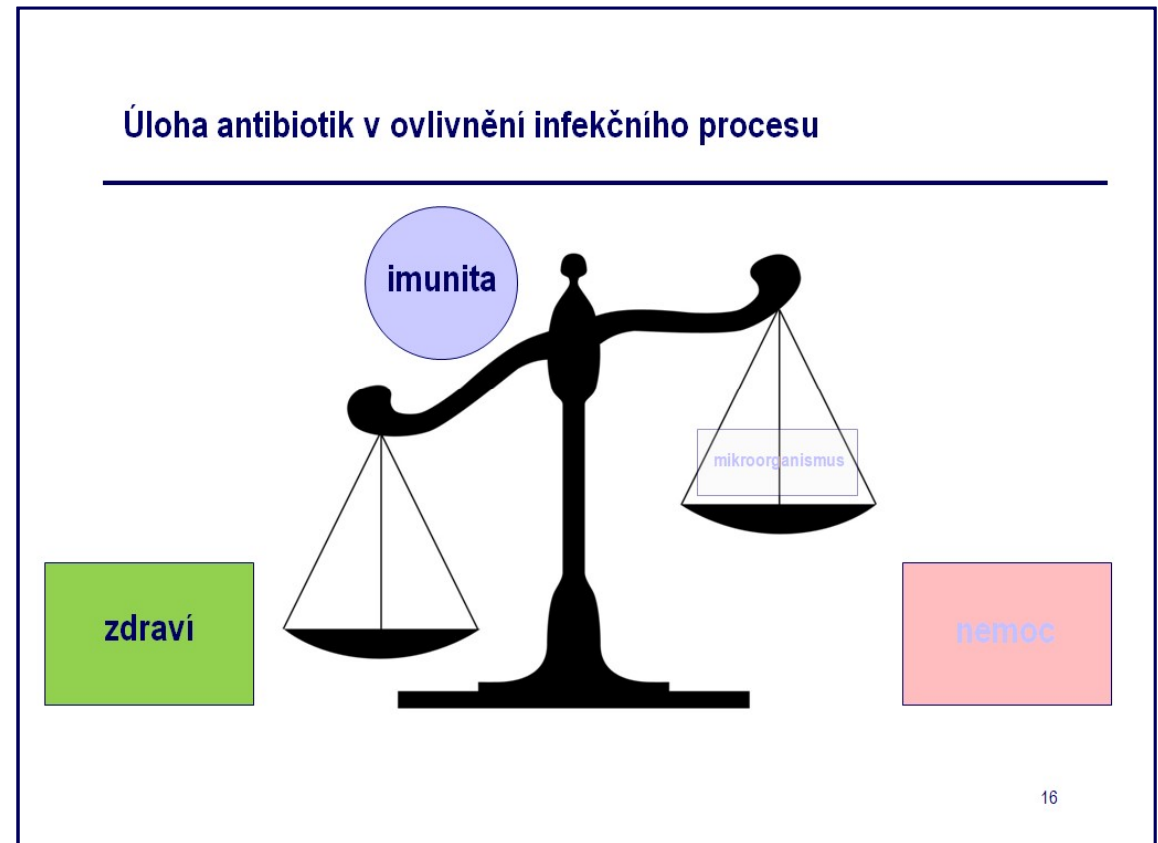 Úloha antibiotik v ovlivnění infekčního procesu
imunita
mikroorganismus
zdraví
nemoc
16